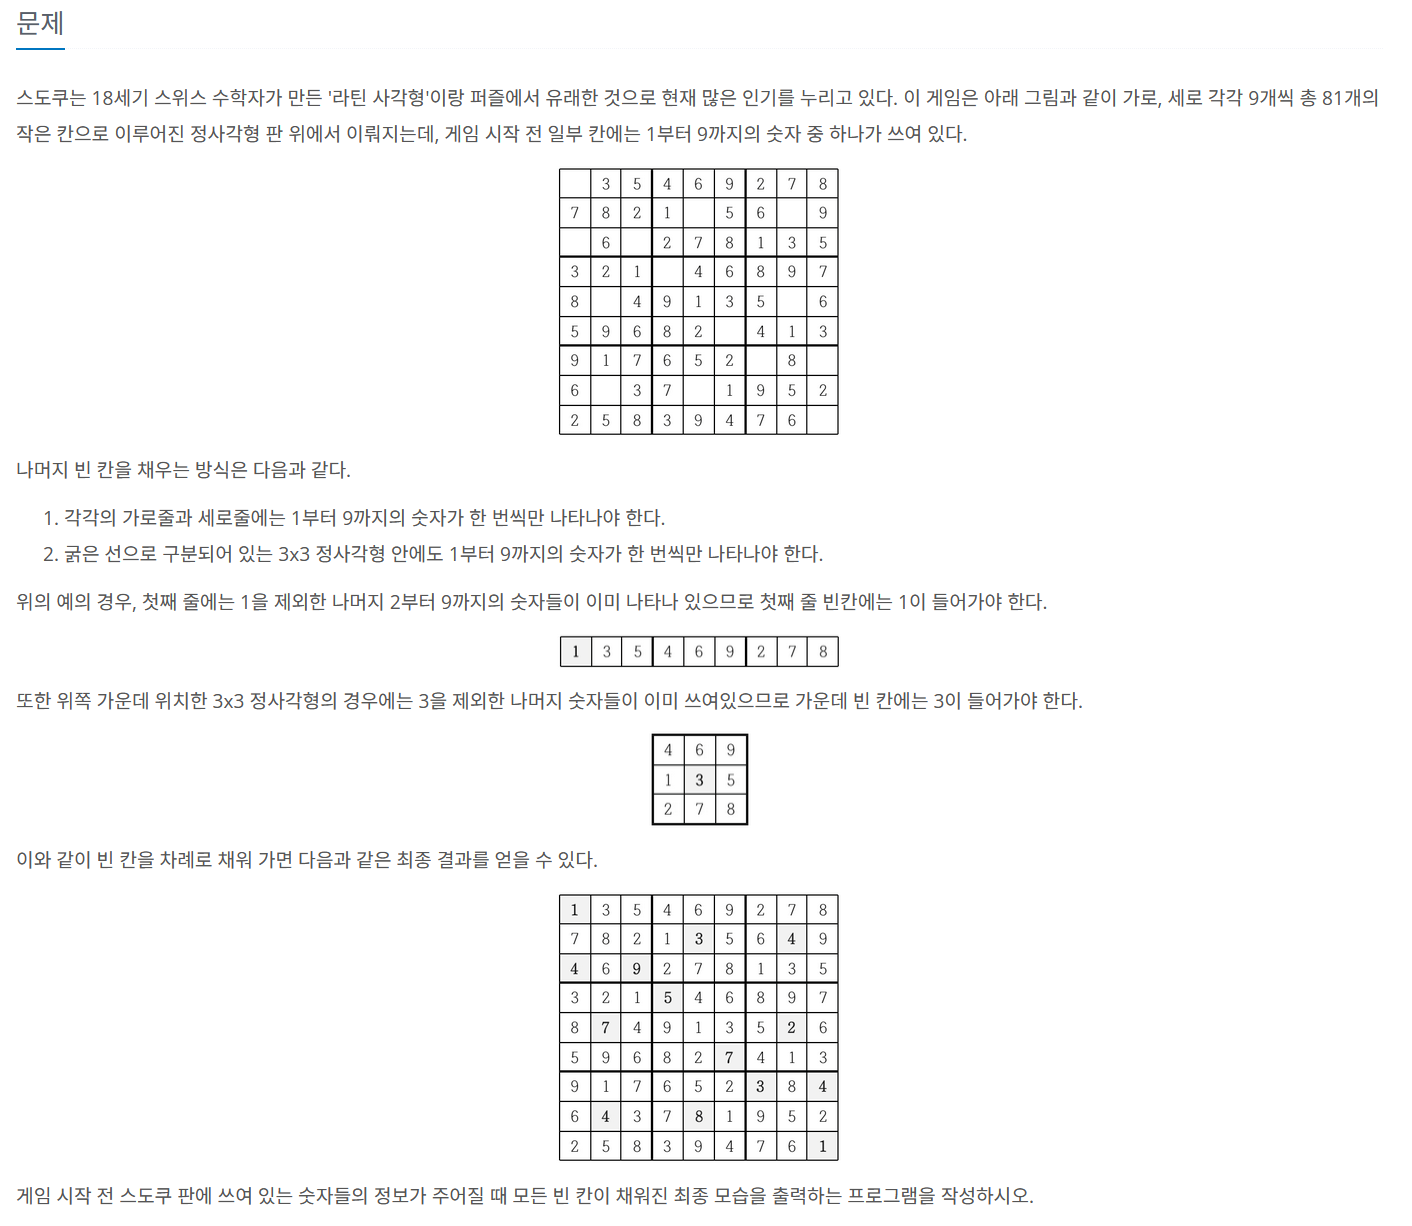 문제
스도쿠는 18세기 스위스 수학자가 만든 '라틴 사각형'이랑 퍼즐에서 유래한 것으로 현재 많은 인기를 누리고 있다. 이 게임은 아래 그림과 같이 가로, 세로 각각 9개씩 총 81개의
작은 칸으로 이루어진 정사각형 판 위에서 이뤄지는데, 게임 시작 전 일부 칸에는 1부터 9까지의 숫자 중 하나가 쓰여 있다.
3 5 4 6 9 2 7 8
7 8 2 1 5 6 9
6 2 7 8 1 3 5
3 2 1 4 6 8 9 7
8 4 9 1 3 5 6
5 9 6 8 2 4 1 3
9 1 7 6 5 2 8
6 3 7 1 9 5 2
2 5 8 3 9 4 7 6
나머지 빈 칸을 채우는 방식은 다음과 같다.
1. 각각의 가로줄과 세로줄에는 1부터 9까지의 숫자가 한 번씩만 나타나야 한다.
2. 굵은 선으로 구분되어 있는 3x3 정사각형 안에도 1부터 9까지의 숫자가 한 번씩만 나타나야 한다.
위의 예의 경우, 첫째 줄에는 1을 제외한 나머지 2부터 9까지의 숫자들이 이미 나타나 있으므로 첫째 줄 빈칸에는 1이 들어가야 한다.
1 3 5 4 6 9 2 7 8
또한 위쪽 가운데 위치한 3x3 정사각형의 경우에는 3을 제외한 나머지 숫자들이 이미 쓰여있으므로 가운데 빈 칸에는 3이 들어가야 한다.
4 6 9
1 3 5
2 7 8
이와 같이 빈 칸을 차례로 채워 가면 다음과 같은 최종 결과를 얻을 수 있다.
1 3 5 4 6 9 2 7 8
7 8 2 1 3 5 6 4 9
4 6 9 2 7 8 1 3 5
3 2 1 5 4 6 8 9 7
8 7 4 9 1 3 5 2 6
5 9 6 8 2 7 4 1 3
9 1 7 6 5 2 3 8 4
6 4 3 7 8 1 9 5 2
2 5 8 3 9 4 7 6 1
게임 시작 전 스도쿠 판에 쓰여 있는 숫자들의 정보가 주어질 때 모든 빈 칸이 채워진 최종 모습을 출력하는 프로그램을 작성하시오.